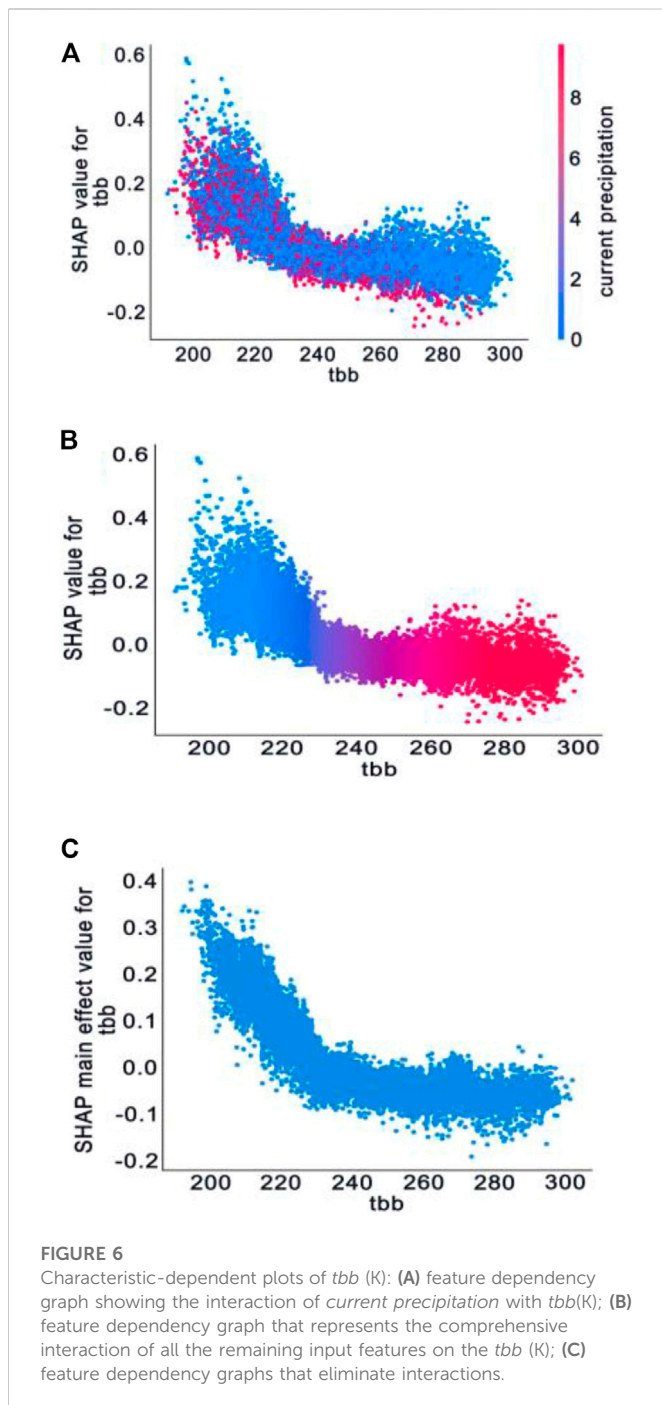 A
0.6
0.4
0.2
0.0
-0.2
SHAP value for
tbb
200 220 240 260 280 300
tbb
8
6
4
2
0
current precipitation
B
0.6
0.4
0.2
0.0
-0.2
SHAP value for
tbb
200 220 240 260 280 300
tbb
C
0.4
0.3
0.2
0.1
0.0
-0.1
-0.2
SHAP main effect value for
tbb
200 220 240 260 280 300
tbb
FIGURE 6
Characteristic-dependent plots of tbb (K): (A) feature dependency
graph showing the interaction of current precipitation with tbb(K); (B)
feature dependency graph that represents the comprehensive
interaction of all the remaining input features on the tbb (K); (C)
feature dependency graphs that eliminate interactions.